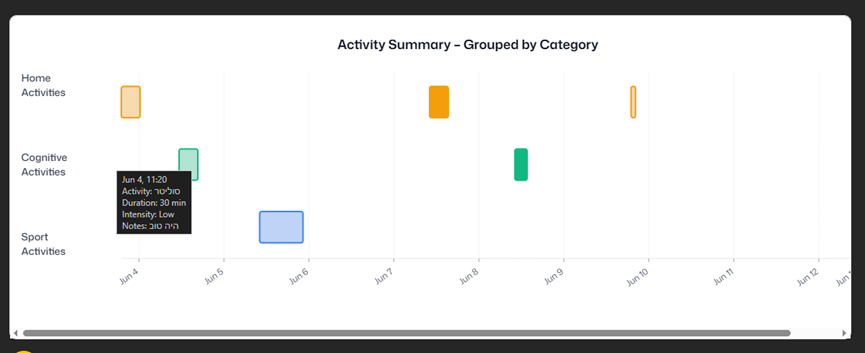 Activity Summary – Grouped by Category
Home
Activities
Cognitive
Activities
Jun 4, 11:20
Activity: סוליטר
Duration: 30 min
Intensity: Low
Notes: היה טוב
Sport
Activities
Jun 4 Jun 5 Jun 6 Jun 7 Jun 8 Jun 9 Jun 10 Jun 11 Jun 12